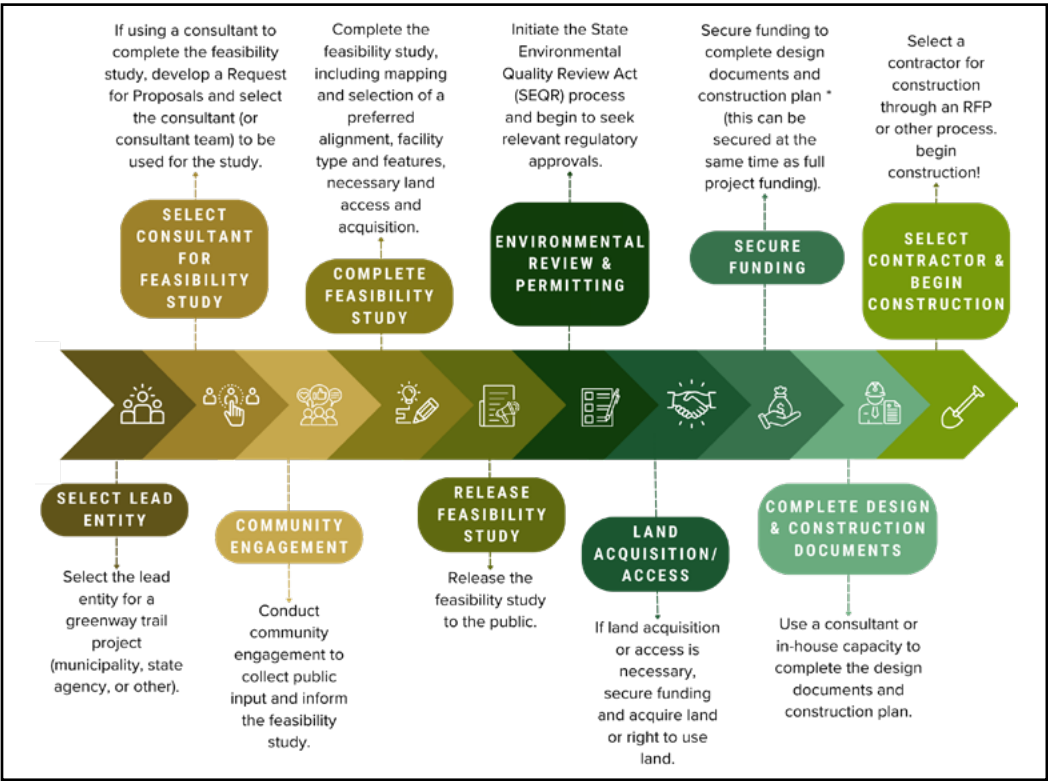 If using a consultant to
complete the feasibility
study, develop a Request
for Proposals and select
the consultant (or
consultant team) to be
used for the study.
SELECT
CONSULTANT
FOR
FEASIBILITY
STUDY
Complete the
feasibility study,
including mapping
and selection of a
preferred
alignment, facility
type and features,
necessary land
access and
acquisition.
COMPLETE
FEASIBILITY
STUDY
Initiate the State
Environmental
Quality Review Act
(SEQR) process
and begin to seek
relevant regulatory
approvals.
ENVIRONMENTAL
REVIEW &
PERMITTING
Secure funding to
complete design
documents and
construction plan *
(this can be
secured at the
same time as full
project funding).
SECURE
FUNDING
Select a
contractor for
construction
through an RFP
or other process.
begin
construction!
SELECT
CONTRACTOR &
BEGIN
CONSTRUCTION
SELECT LEAD
ENTITY
Select the lead
entity for a
greenway trail
project
(municipality, state
agency, or other).
COMMUNITY
ENGAGEMENT
Conduct
community
engagement to
collect public
input and inform
the feasibility
study.
RELEASE
FEASIBILITY
STUDY
Release the
feasibility study
to the public.
LAND
ACQUISITION/
ACCESS
If land acquisition
or access is
necessary,
secure funding
and acquire land
or right to use
land.
COMPLETE DESIGN
& CONSTRUCTION
DOCUMENTS
Use a consultant or
in-house capacity to
complete the design
documents and
construction plan.